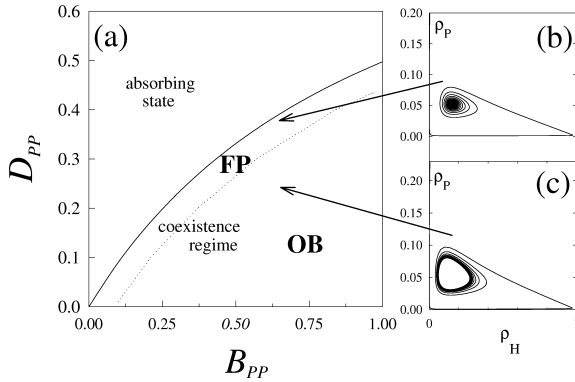 0.6
0.5
0.4
0.3
0.2
0.1
0.0
D_PP
(a)
absorbing
state
FP
coexistence
regime
OB
0.00
0.25
0.50
0.75
1.00
B_PP
0.20
0.15
0.10
0.05
0.00
ρ_P
(b)
0.20
0.15
0.10
0.05
0.00
ρ_P
(c)
0
ρ_H